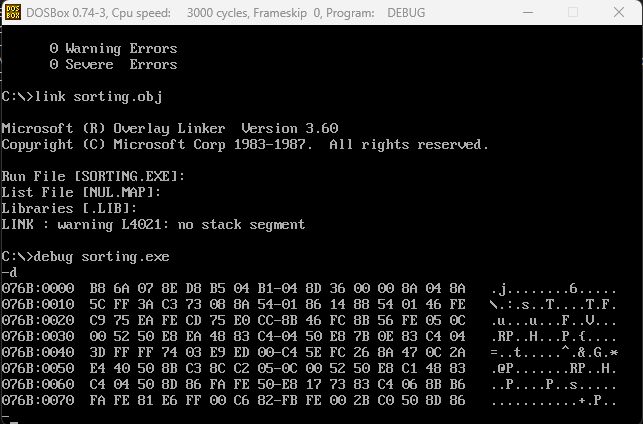 DOSBox 0.74-3, Cpu speed:    3000 cycles, Frameskip  0, Program:    DEBUG
      0 Warning Errors
      0 Severe  Errors
C:\>link sorting.obj
Microsoft (R) Overlay Linker  Version 3.60
Copyright (C) Microsoft Corp 1983-1987.  All rights reserved.
Run File [SORTING.EXE]:
List File [NUL.MAP]:
Libraries [.LIB]:
LINK : warning L4021: no stack segment
C:\>debug sorting.exe
-d
076B:0000  B8 6A 07 8E D8 B5 04 B1-04 8D 36 00 00 8A 04 8A   .j........6.....
076B:0010  5C FF 3A C3 73 08 8A 54-01 86 14 88 54 01 46 FE   \.:.s..T....T.F.
076B:0020  C9 75 EA FE CD 75 E0 CC-8B 46 FC 8B 56 FE 05 0C   .u...u...F..V...
076B:0030  00 52 50 E8 EA 48 83 C4-04 50 E8 7B 0E 83 C4 04   .RP..H...P.{....
076B:0040  3D FF FF 74 03 E9 ED 00-C4 5E FC 26 8A 47 0C 2A   =..t.....^.&.G.*
076B:0050  E4 40 50 8B C3 8C C2 05-0C 00 52 50 E8 C1 48 83   .@P.......RP..H.
076B:0060  C4 04 50 8D 86 FA FE 50-E8 17 73 83 C4 06 8B B6   ..P....P..s.....
076B:0070  FA FE 81 E6 FF 00 C6 82-FB FE 00 2B C0 50 8D 86   ...........+.P..
-